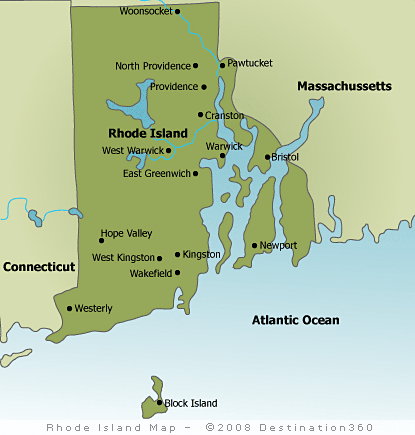 Woonsocket
North Providence
Pawtucket
Providence
Massachussetts
Cranston
Rhode Island
West Warwick
Warwick
Bristol
East Greenwich
Hope Valley
Newport
Kingston
West Kingston
Connecticut
Wakefield
Westerly
Atlantic Ocean
Block Island
Rhode Island Map - ©2008 Destination360